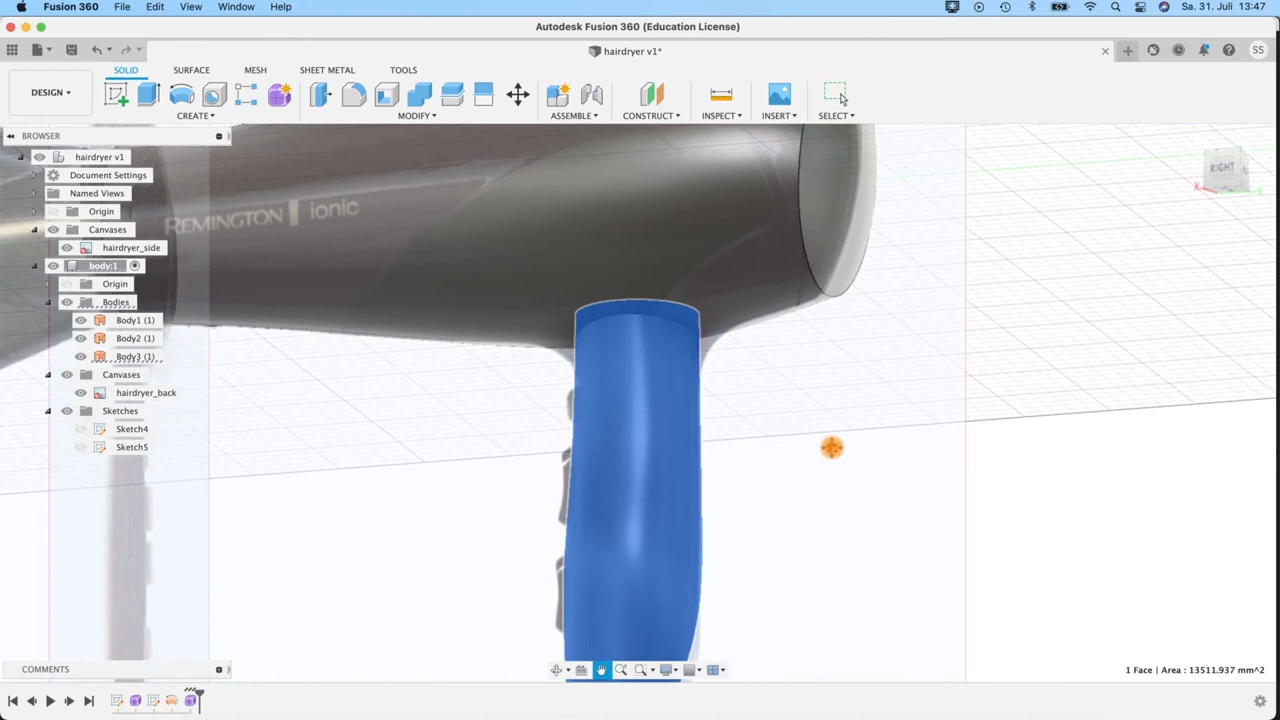 Fusion 360 File Edit View Window Help Sa. 31. Juli 13:47
Autodesk Fusion 360 (Education License)
hairdryer v1*
SS
DESIGN
SOLID SURFACE MESH SHEET METAL TOOLS
CREATE MODIFY ASSEMBLE CONSTRUCT INSPECT INSERT SELECT
BROWSER
hairdryer v1
Document Settings
Named Views
Origin
Canvases
hairdryer_side
body:1
Origin
Bodies
Body1 (1)
Body2 (1)
Body3 (1)
Canvases
hairdryer_back
Sketches
Sketch4
Sketch5
REMINGTON ionic
RIGHT
X
Y
COMMENTS
1 Face | Area : 13511.937 mm^2